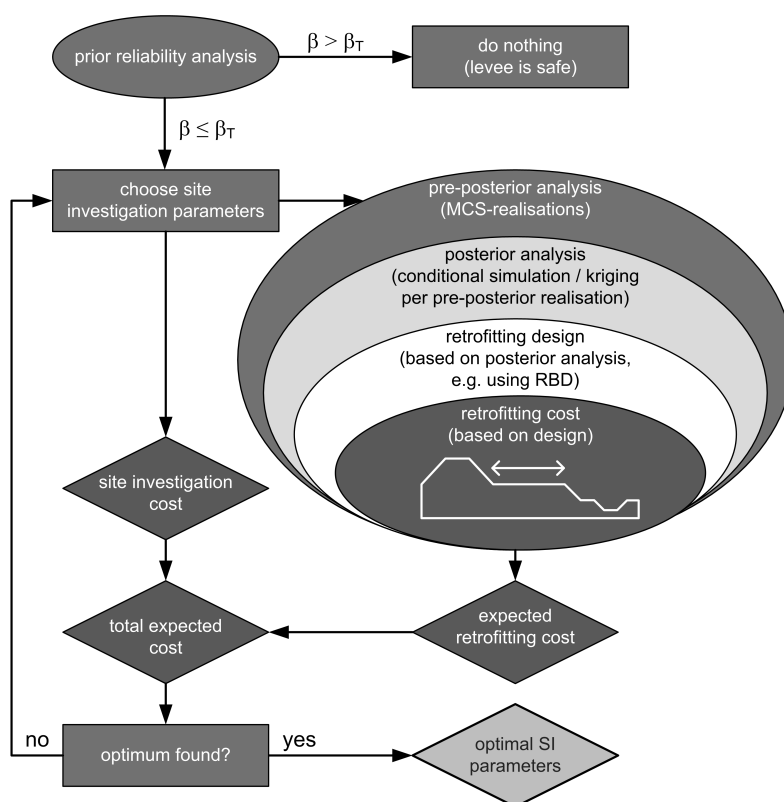 prior reliability analysis
β > βT
do nothing
(levee is safe)
β ≤ βT
choose site
investigation parameters
pre-posterior analysis
(MCS-realisations)
posterior analysis
(conditional simulation / kriging
per pre-posterior realisation)
retrofitting design
(based on posterior analysis,
e.g. using RBD)
retrofitting cost
(based on design)
site investigation
cost
total expected
cost
expected
retrofitting cost
no
optimum found?
yes
optimal SI
parameters